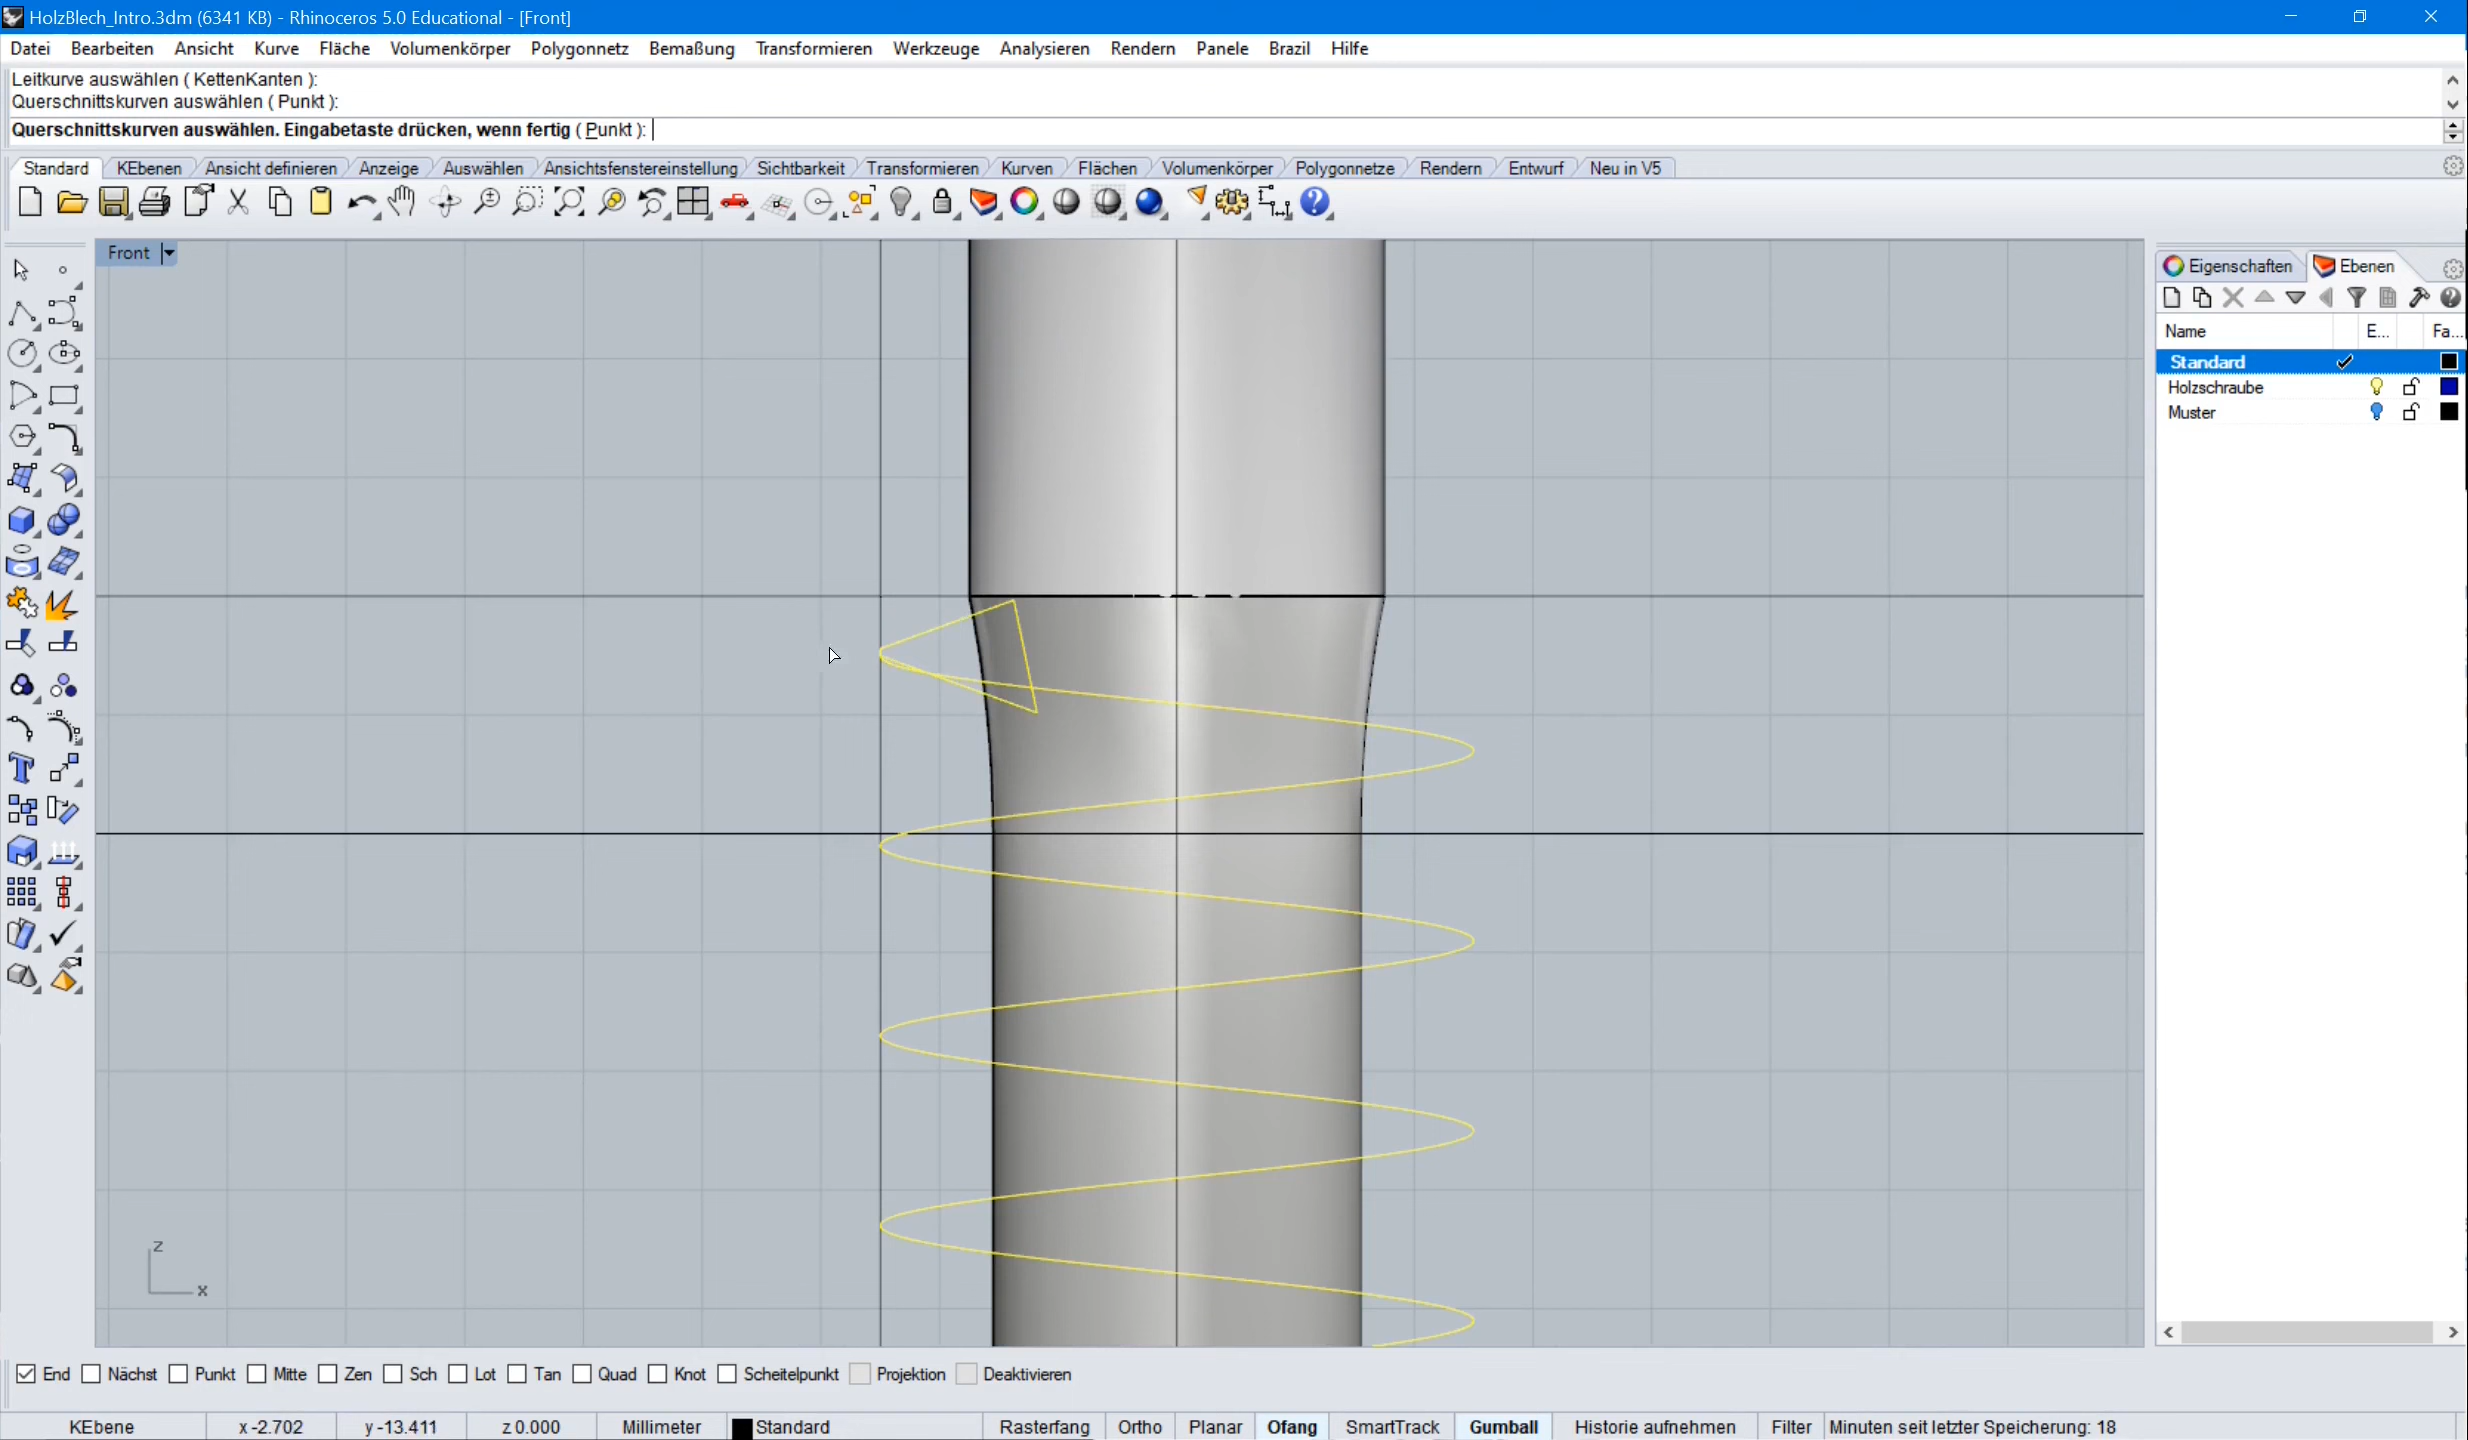 HolzBlech_Intro.3dm (6341 KB) - Rhinoceros 5.0 Educational - [Front]
Datei Bearbeiten Ansicht Kurve Fläche Volumenkörper Polygonnetz Bemaßung Transformieren Werkzeuge Analysieren Rendern Panele Brazil Hilfe
Leitkurve auswählen ( KettenKanten ):
Querschnittskurven auswählen ( Punkt ):
Querschnittskurven auswählen. Eingabetaste drücken, wenn fertig ( Punkt ):
Standard KEbenen Ansicht definieren Anzeige Auswählen Ansichtsfenstereinstellung Sichtbarkeit Transformieren Kurven Flächen Volumenkörper Polygonnetze Rendern Entwurf Neu in V5
Front
Eigenschaften Ebenen
Name E... Fa...
Standard
Holzschraube
Muster
z
x
End Nächst Punkt Mitte Zen Sch Lot Tan Quad Knot Scheitelpunkt Projektion Deaktivieren
KEbene x -2.702 y -13.411 z 0.000 Millimeter Standard Rasterfang Ortho Planar Ofang SmartTrack Gumball Historie aufnehmen Filter Minuten seit letzter Speicherung: 18